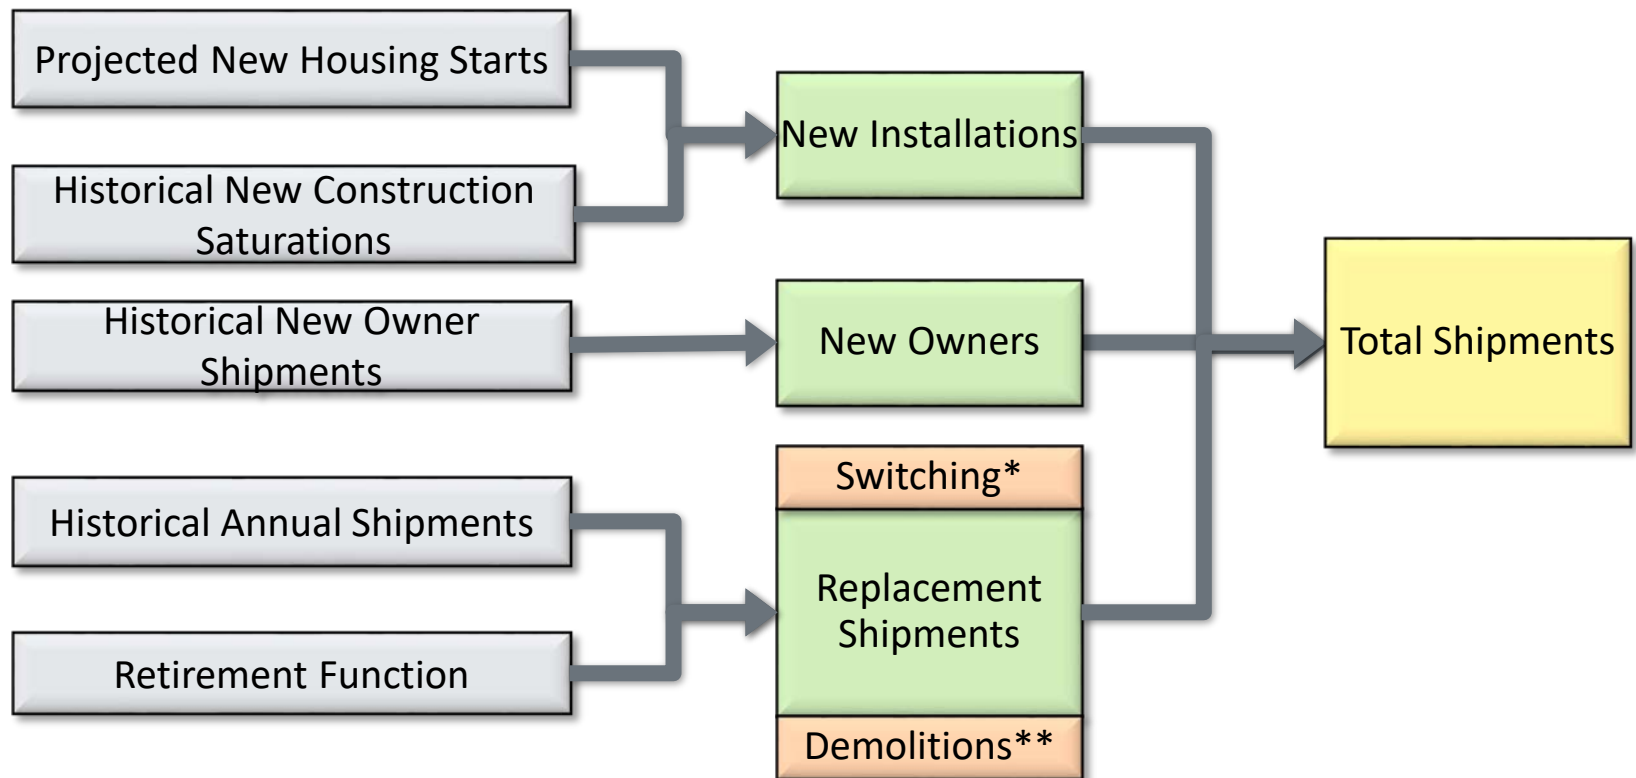 Projected New Housing Starts
Historical New Construction
Saturations
Historical New Owner
Shipments
Historical Annual Shipments
Retirement Function
New Installations
New Owners
Switching*
Replacement
Shipments
Demolitions**
Total Shipments